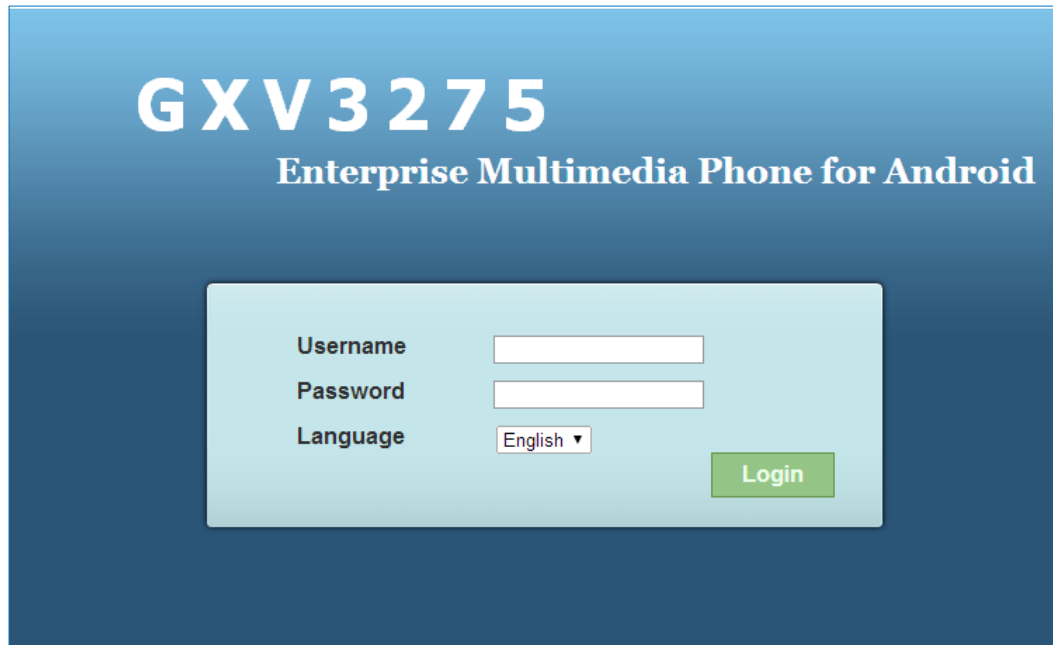 GXV3275
Enterprise Multimedia Phone for Android
Username
Password
Language English
Login